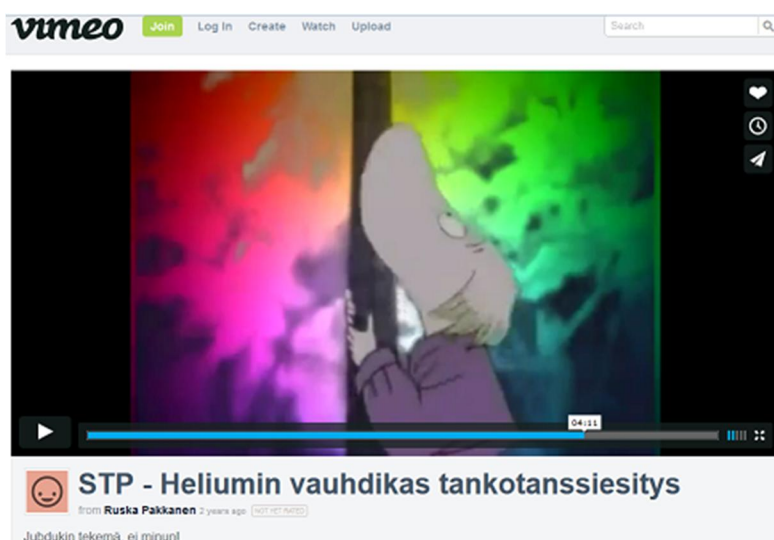 vimeo Join Log In Create Watch Upload Search
04:11
STP - Heliumin vauhdikas tankotanssiesitys
from Ruska Pakkanen 2 years ago NOT YET RATED
Juhdukin tekemä, ei minun!